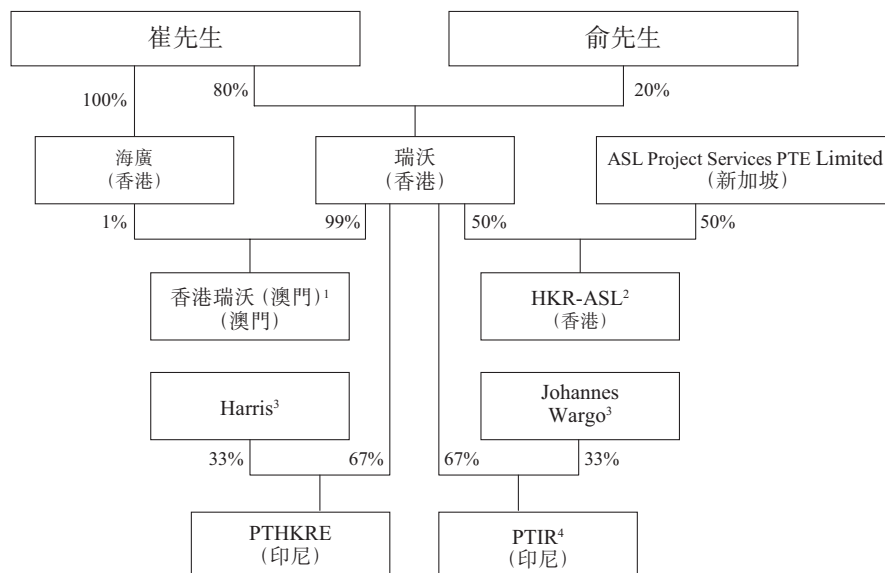 崔先生
俞先生
80%
20%
100%
海廣
(香港)
瑞沃
(香港)
ASL Project Services PTE Limited
(新加坡)
1%
99%
50%
50%
香港瑞沃 (澳門)¹
(澳門)
HKR-ASL²
(香港)
Harris³
Johannes
Wargo³
33%
67%
67%
33%
PTHKRE
(印尼)
PTIR⁴
(印尼)